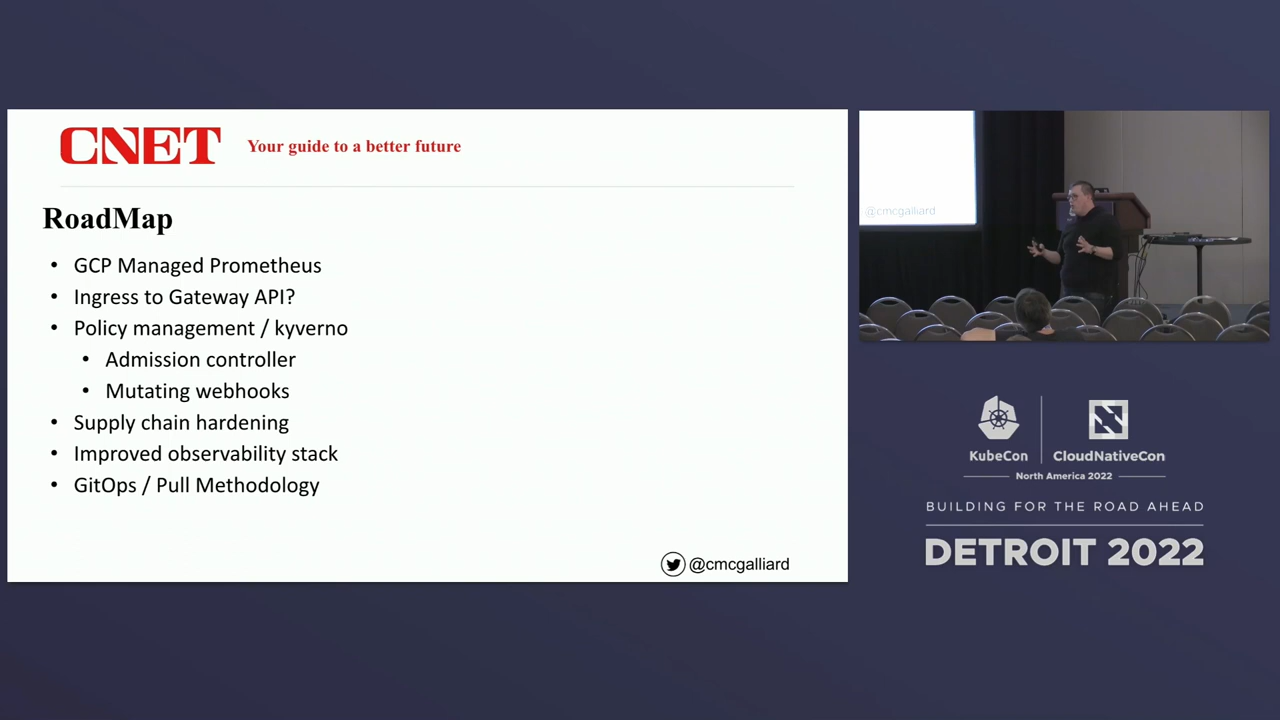 CNET
Your guide to a better future
RoadMap
• GCP Managed Prometheus
• Ingress to Gateway API?
• Policy management / kyverno
• Admission controller
• Mutating webhooks
• Supply chain hardening
• Improved observability stack
• GitOps / Pull Methodology
@cmcgalliard
@cmcgalliard
KubeCon
CloudNativeCon
North America 2022
BUILDING FOR THE ROAD AHEAD
DETROIT 2022